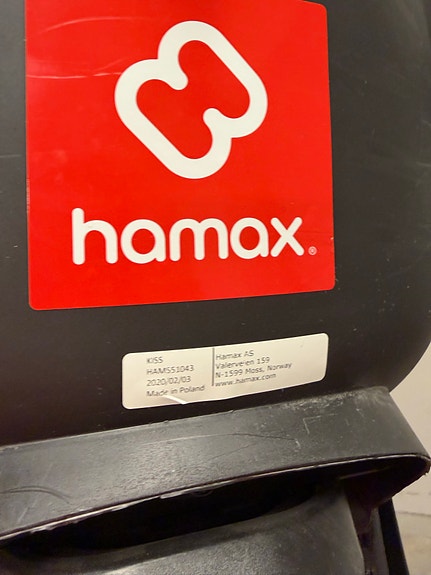 hamax®
KISS
HAMS51043
2020/02/03
Made in Poland
Hamax AS
Valerveien 159
N-1599 Moss, Norway
www.hamax.com